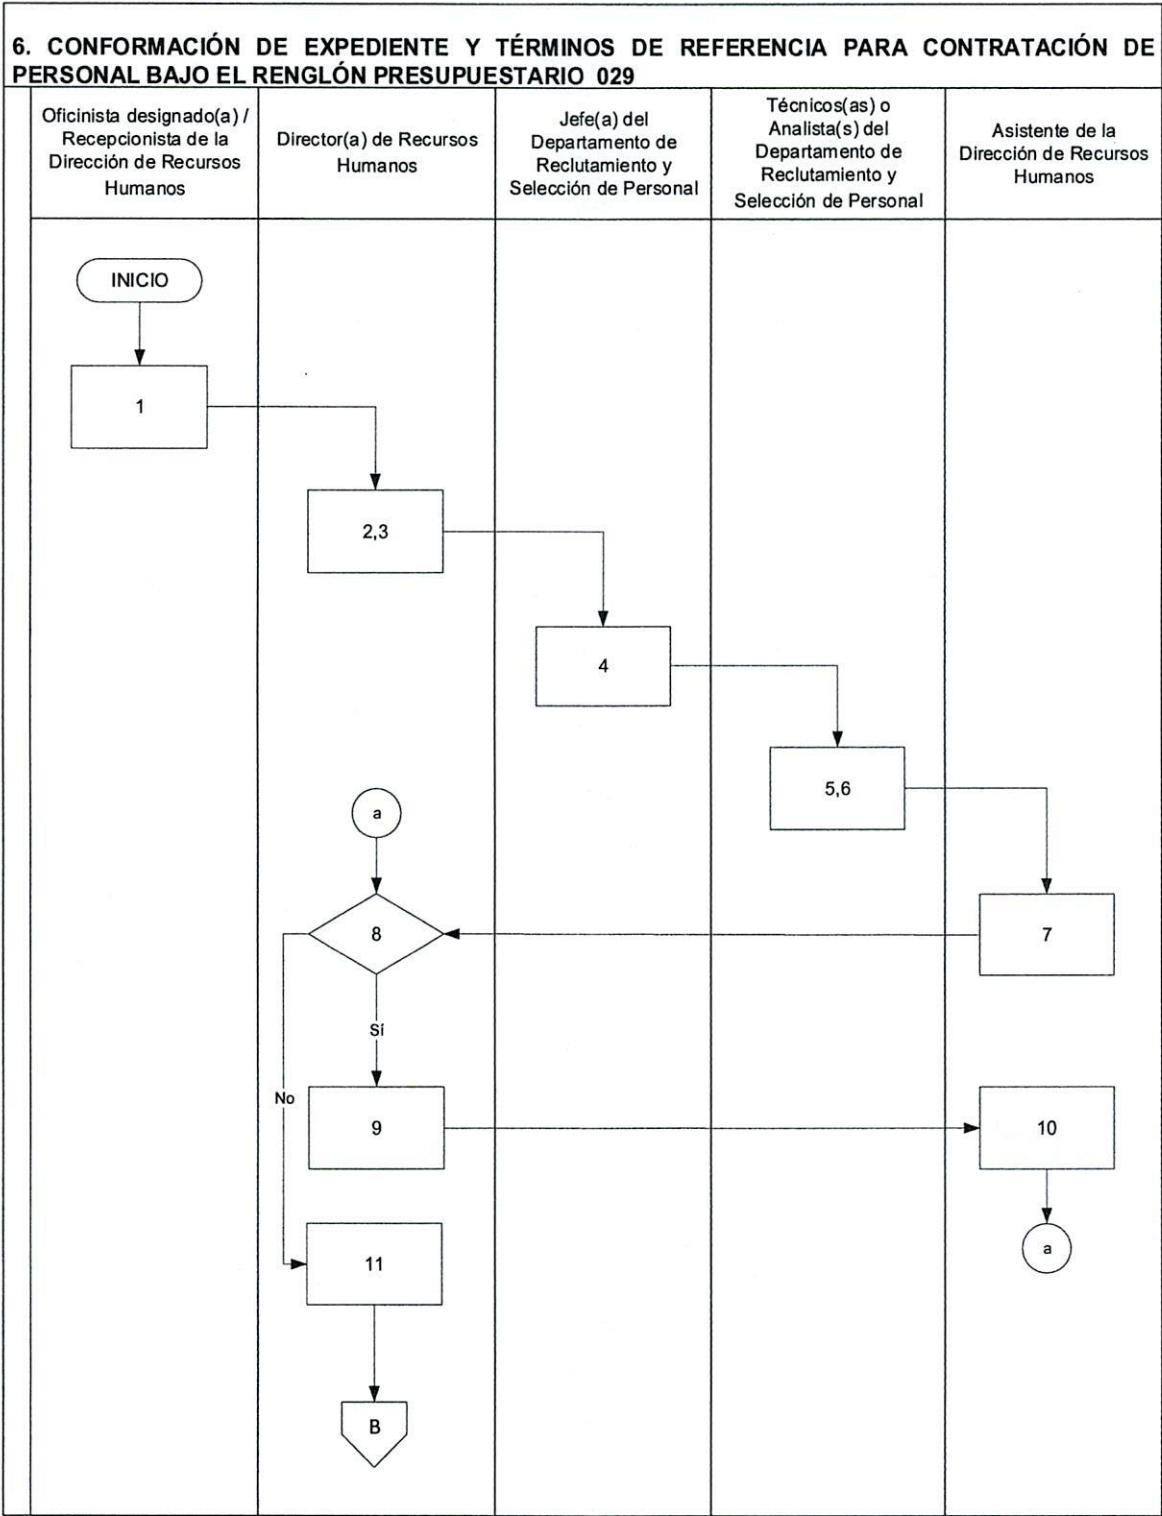 6. CONFORMACIÓN DE EXPEDIENTE Y TÉRMINOS DE REFERENCIA PARA CONTRATACIÓN DE
PERSONAL BAJO EL RENGLÓN PRESUPUESTARIO 029
Oficinista designado(a) /
Recepcionista de la
Dirección de Recursos
Humanos
Director(a) de Recursos
Humanos
Jefe(a) del
Departamento de
Reclutamiento y
Selección de Personal
Técnicos(as) o
Analista(s) del
Departamento de
Reclutamiento y
Selección de Personal
Asistente de la
Dirección de Recursos
Humanos
INICIO
1
2,3
4
5,6
a
8
7
Sí
No
9
10
11
a
B